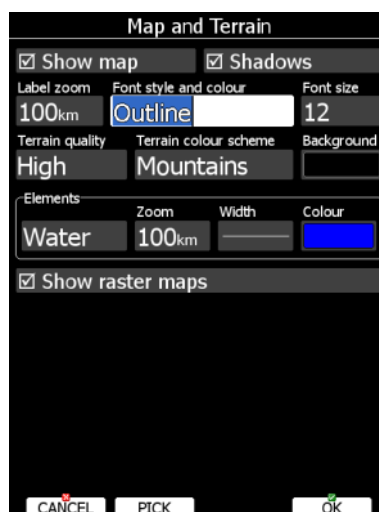 Map and Terrain
Show map Shadows
Label zoom Font style and colour Font size
100km Outline 12
Terrain quality Terrain colour scheme Background
High Mountains
Elements
Zoom Width Colour
Water 100km
Show raster maps
CANCEL PICK OK